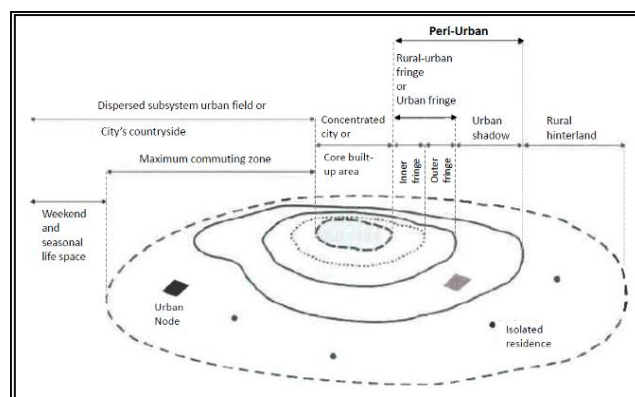 Peri-Urban
Rural-urban
fringe
or
Urban fringe
Dispersed subsystem urban field or
City's countryside
Concentrated
city or
Urban
shadow
Rural
hinterland
Maximum commuting zone
Core built-
up area
Inner
fringe
Outer
fringe
Weekend
and
seasonal
life space
Urban
Node
Isolated
residence